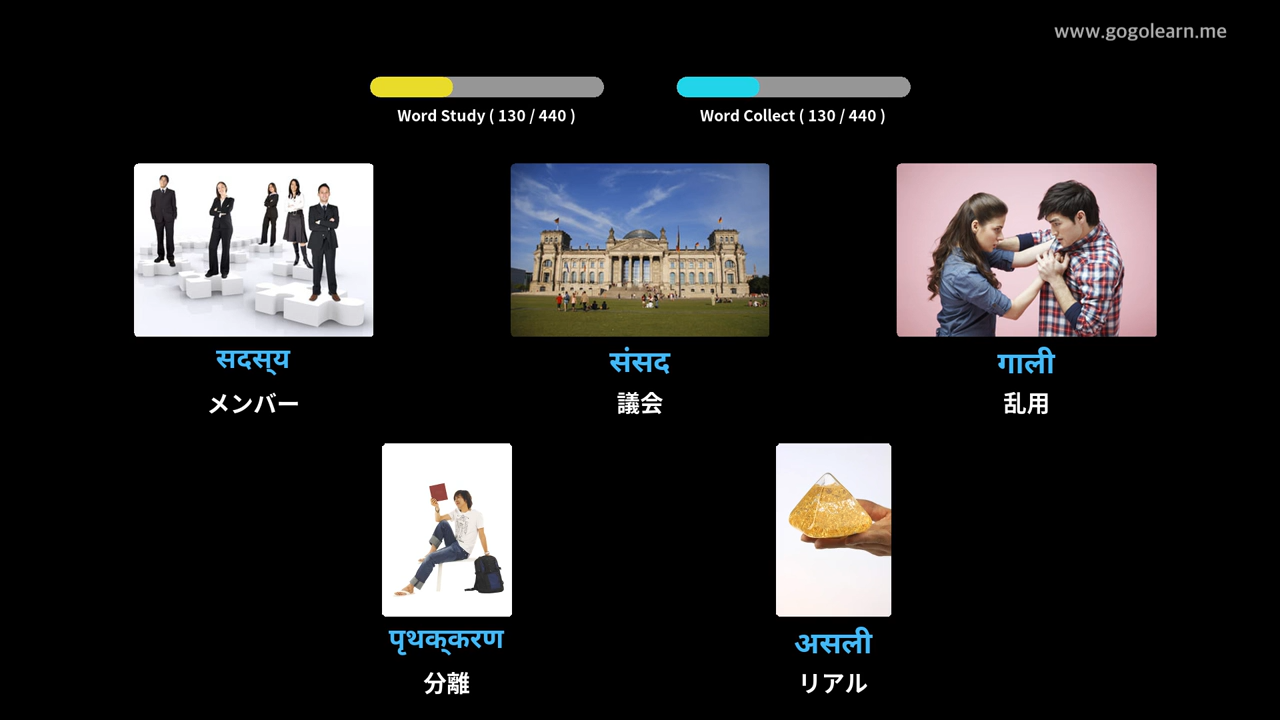 www.gogolearn.me
Word Study ( 130 / 440 )
Word Collect ( 130 / 440 )
सदस्य
संसद
गाली
メンバー
議会
乱用
पृथक्करण
असली
分離
リアル